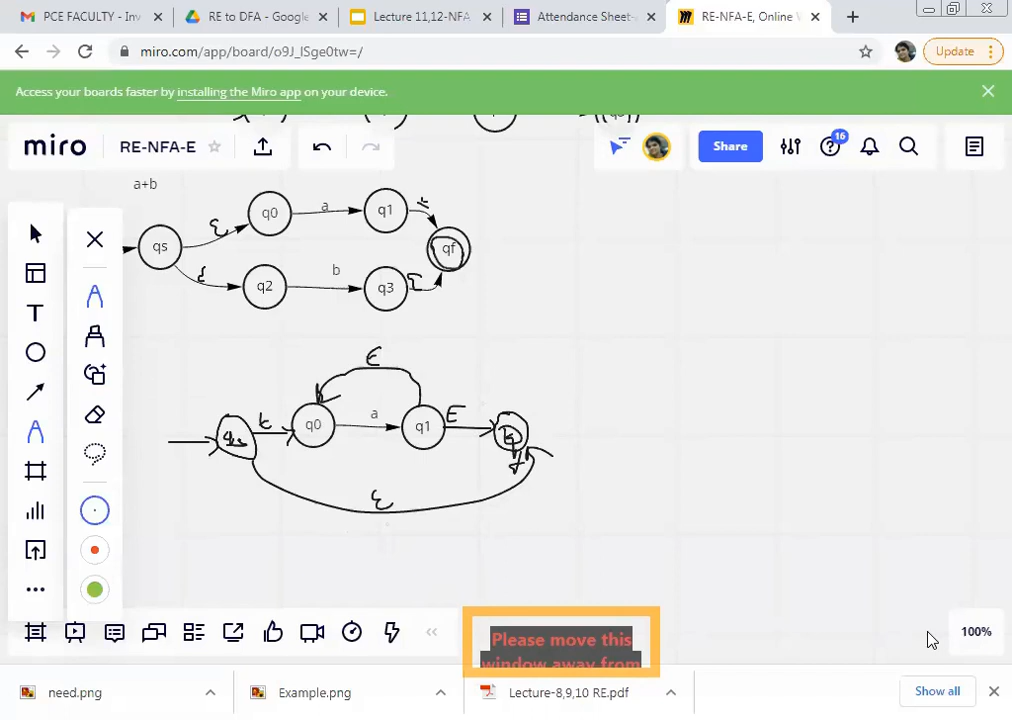 PCE FACULTY - Inv
RE to DFA - Google
Lecture 11,12-NFA
Attendance Sheet-
RE-NFA-E, Online W
miro.com/app/board/o9J_lSge0tw=/
Update
Access your boards faster by installing the Miro app on your device.
miro
RE-NFA-E
16
Share
a+b
q0
a
q1
ε
ε
qs
qf
ε
q2
b
q3
ε
ε
ε
q0
a
q1
ε
ε
100%
Please move this
window away from
need.png
Example.png
Lecture-8,9,10 RE.pdf
Show all